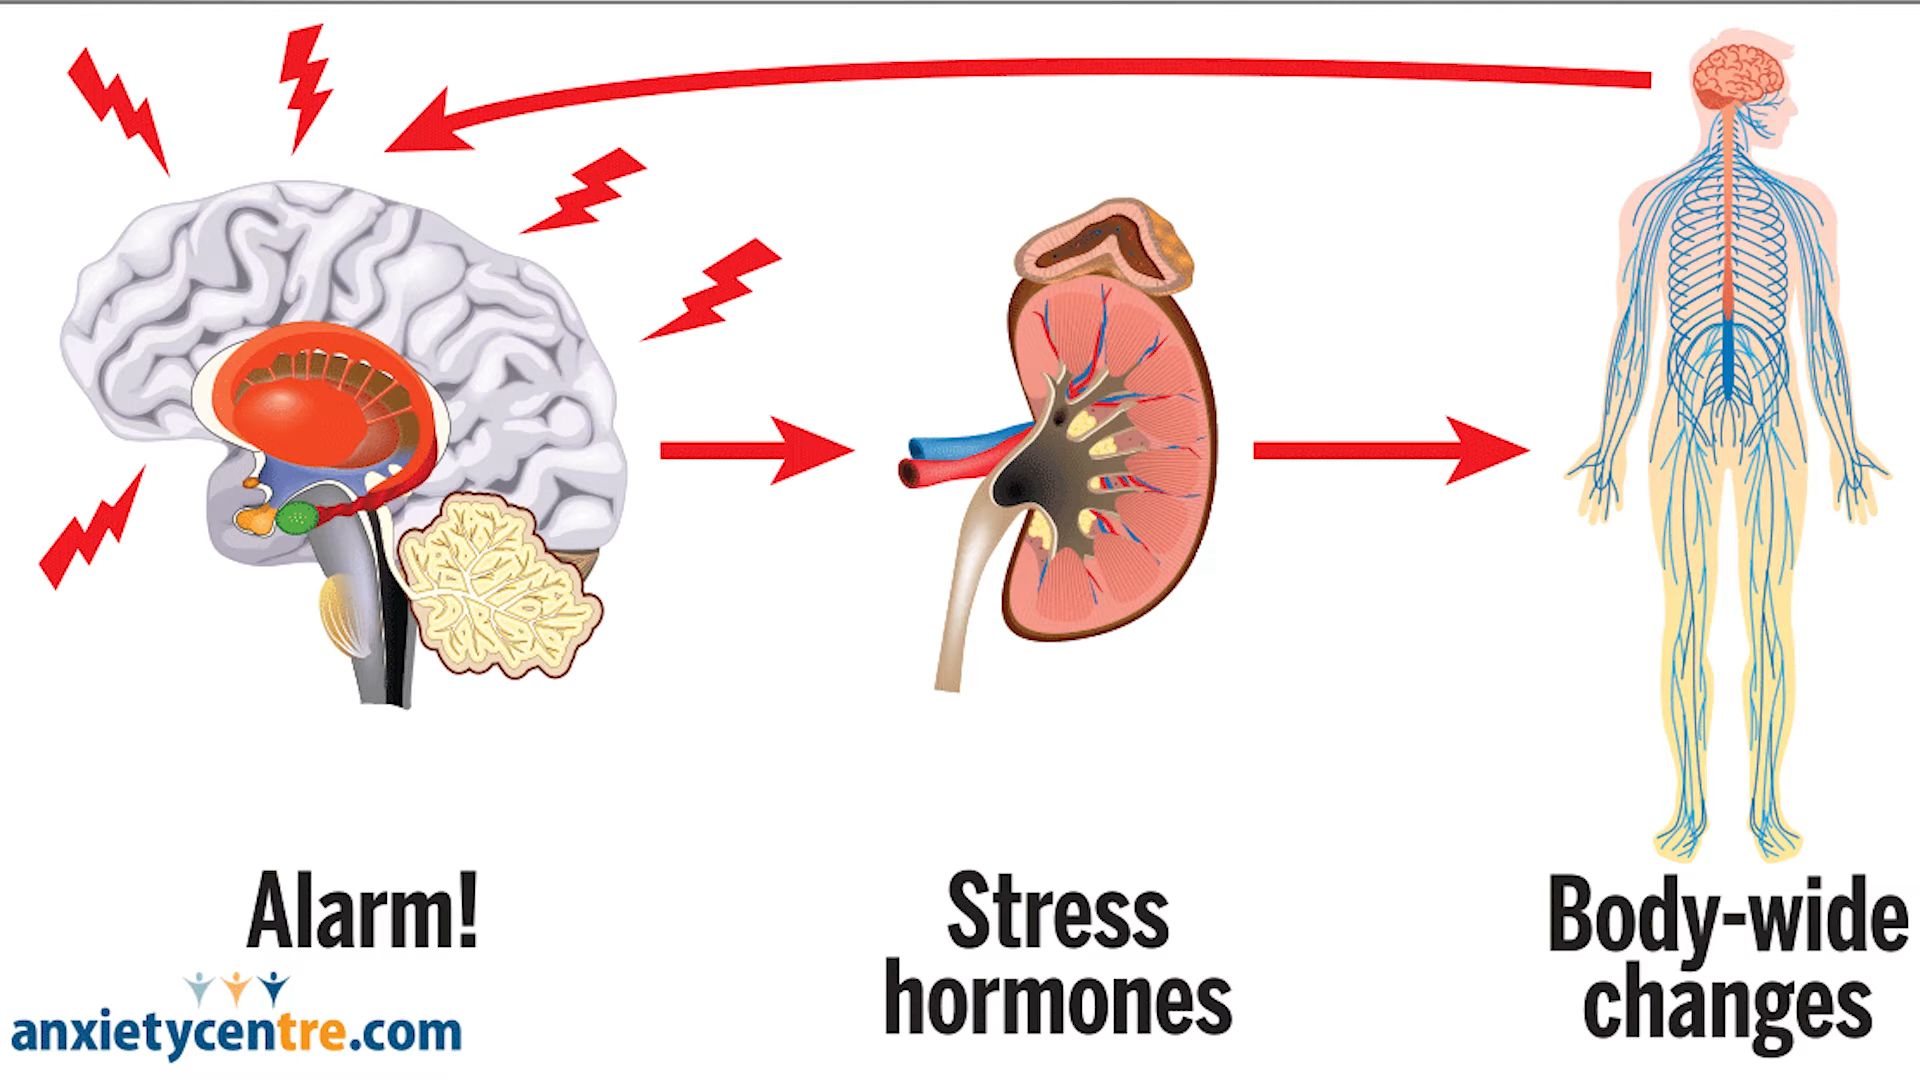 Alarm!
Stress
hormones
Body-wide
changes
anxietycentre.com